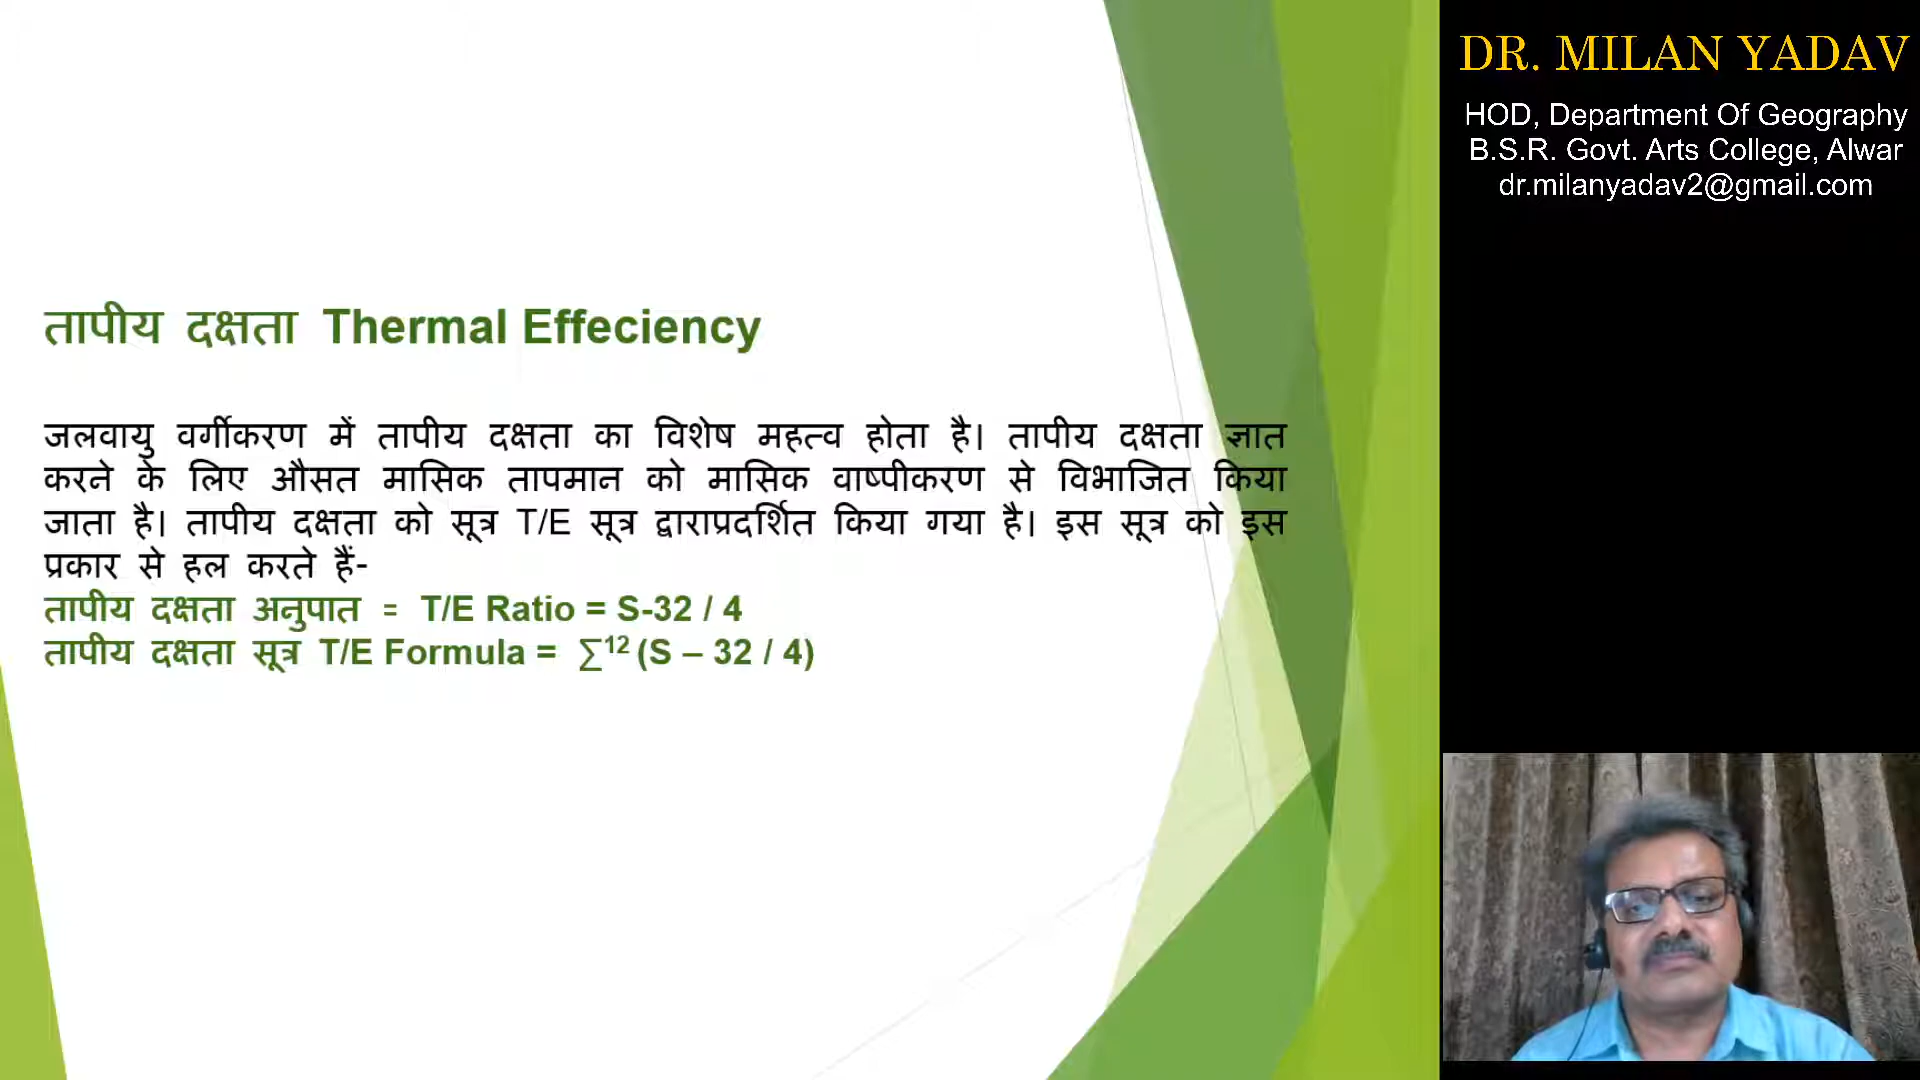 तापीय दक्षता Thermal Effeciency
जलवायु वर्गीकरण में तापीय दक्षता का विशेष महत्व होता है। तापीय दक्षता ज्ञात
करने के लिए औसत मासिक तापमान को मासिक वाष्पीकरण से विभाजित किया
जाता है। तापीय दक्षता को सूत्र T/E सूत्र द्वाराप्रदर्शित किया गया है। इस सूत्र को इस
प्रकार से हल करते हैं-
तापीय दक्षता अनुपात = T/E Ratio = S-32 / 4
तापीय दक्षता सूत्र T/E Formula = ∑¹² (S – 32 / 4)
DR. MILAN YADAV
HOD, Department Of Geography
B.S.R. Govt. Arts College, Alwar
dr.milanyadav2@gmail.com